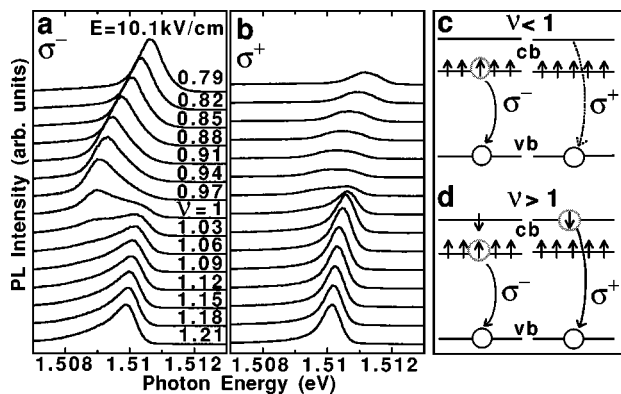 a
σ−
E=10.1kV/cm
0.79
0.82
0.85
0.88
0.91
0.94
0.97
ν=1
1.03
1.06
1.09
1.12
1.15
1.18
1.21
PL Intensity (arb. units)
1.508 1.51 1.512
b
σ+
1.508 1.51 1.512
Photon Energy (eV)
c
ν<1
cb
σ−
σ+
vb
d
ν>1
cb
σ−
σ+
vb